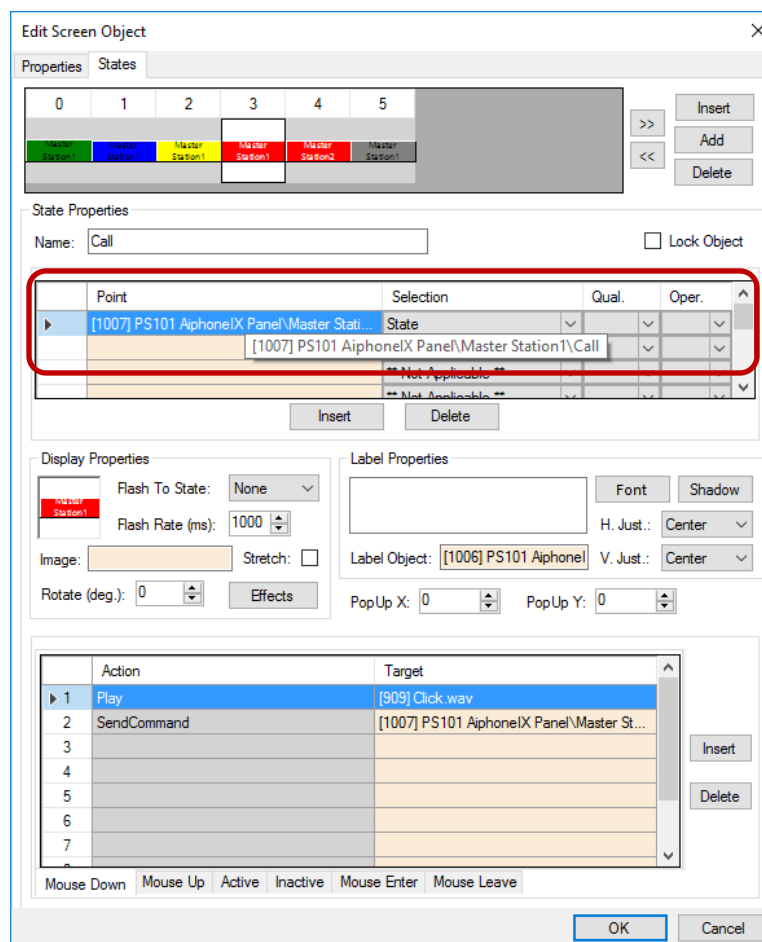 Edit Screen Object
Properties States
0 1 2 3 4 5
Insert
>>
Add
<<
Delete
Master Master Master Master Master Master
Station1 Station1 Station1 Station1 Station2 Station1
State Properties
Name: Call Lock Object
Point Selection Qual. Oper.
[1007] PS101 AiphoneIX Panel\Master Stati... State
[1007] PS101 AiphoneIX Panel\Master Station1\Call
** Not Applicable **
** Not Applicable **
Insert Delete
Display Properties Label Properties
Master
Station1
Flash To State: None
Font Shadow
Flash Rate (ms): 1000
H. Just.: Center
Image: Stretch: Label Object: [1006] PS101 Aiphonel V. Just.: Center
Rotate (deg.): 0 Effects PopUp X: 0 PopUp Y: 0
Action Target
1 Play [909] Click.wav
2 SendCommand [1007] PS101 AiphoneIX Panel\Master St...
3
Insert
4
5
Delete
6
7
Mouse Down Mouse Up Active Inactive Mouse Enter Mouse Leave
OK Cancel